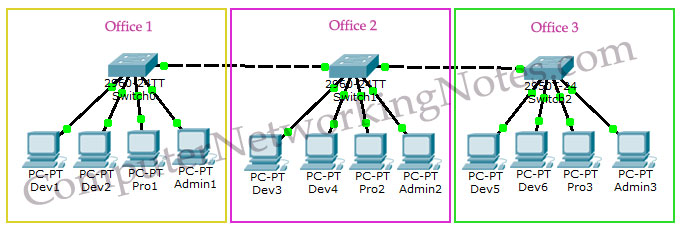 Office 1
Office 2
Office 3
2960-24TT
Switch0
2960-24TT
Switch1
2950T-24
Switch2
PC-PT
Dev1
PC-PT
Dev2
PC-PT
Pro1
PC-PT
Admin1
PC-PT
Dev3
PC-PT
Dev4
PC-PT
Pro2
PC-PT
Admin2
PC-PT
Dev5
PC-PT
Dev6
PC-PT
Pro3
PC-PT
Admin3
ComputerNetworkingNotes.com